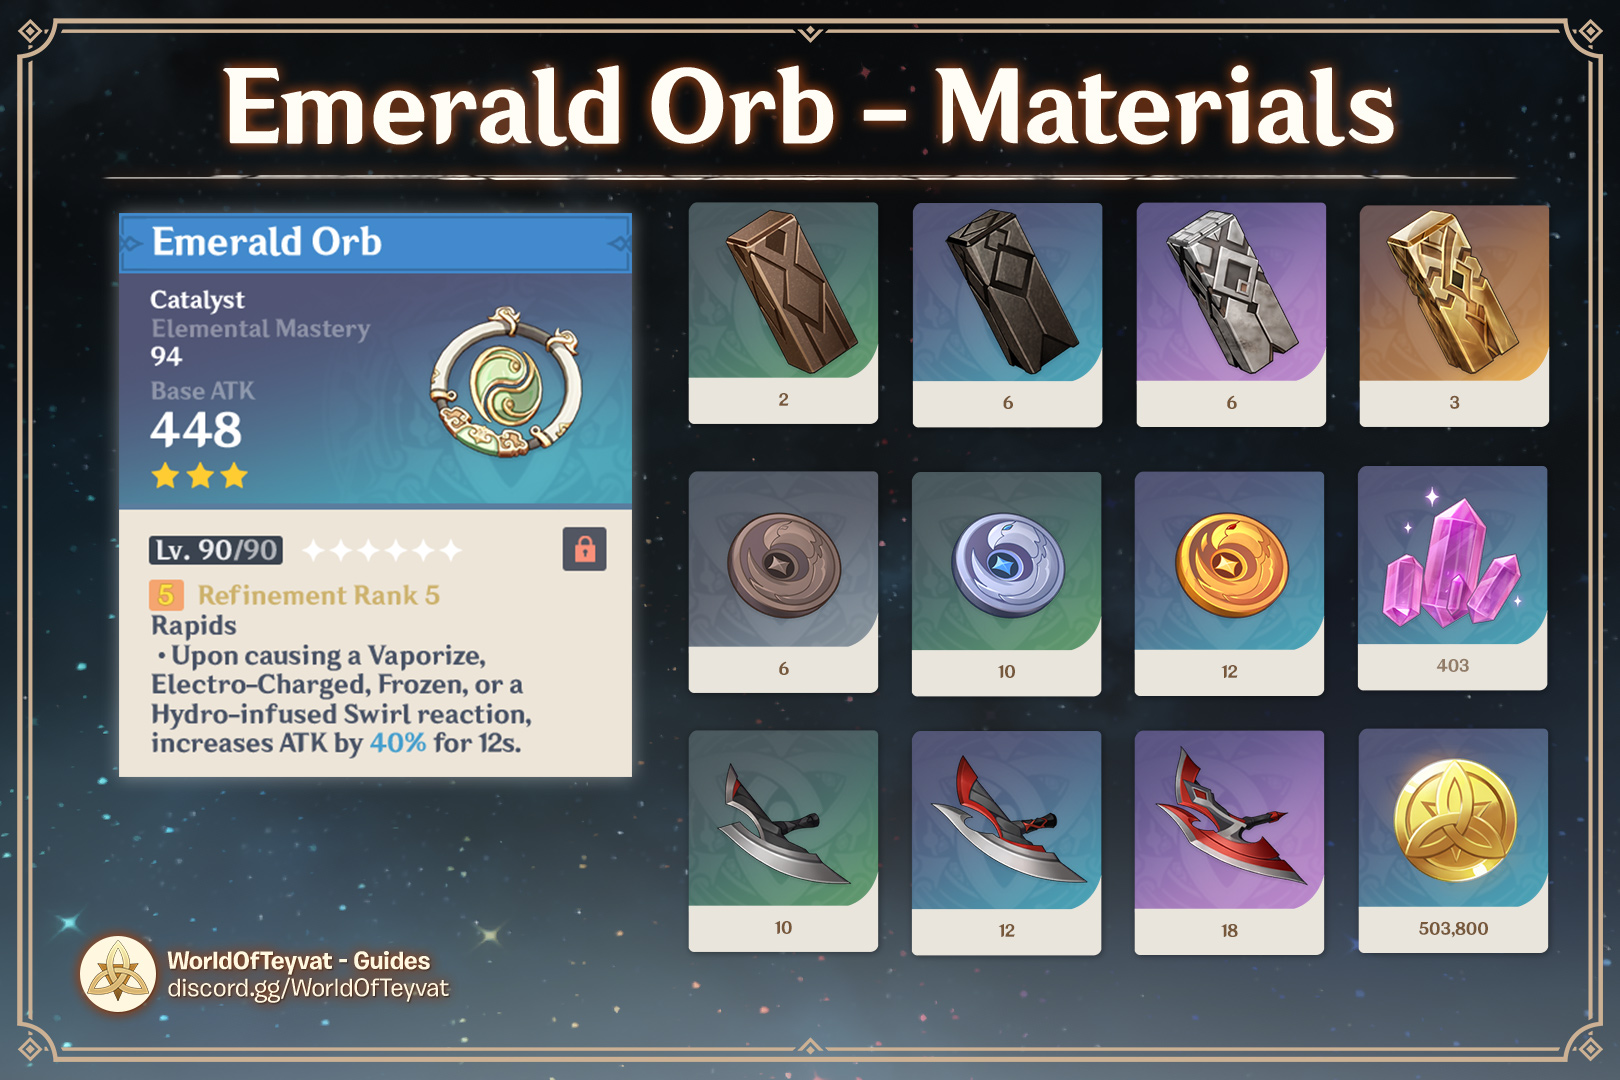 Emerald Orb - Materials
Emerald Orb
Catalyst
Elemental Mastery
94
Base ATK
448
Lv. 90/90
5 Refinement Rank 5
Rapids
• Upon causing a Vaporize,
Electro-Charged, Frozen, or a
Hydro-infused Swirl reaction,
increases ATK by 40% for 12s.
2
6
6
3
6
10
12
403
10
12
18
503,800
WorldOfTeyvat - Guides
discord.gg/WorldOfTeyvat